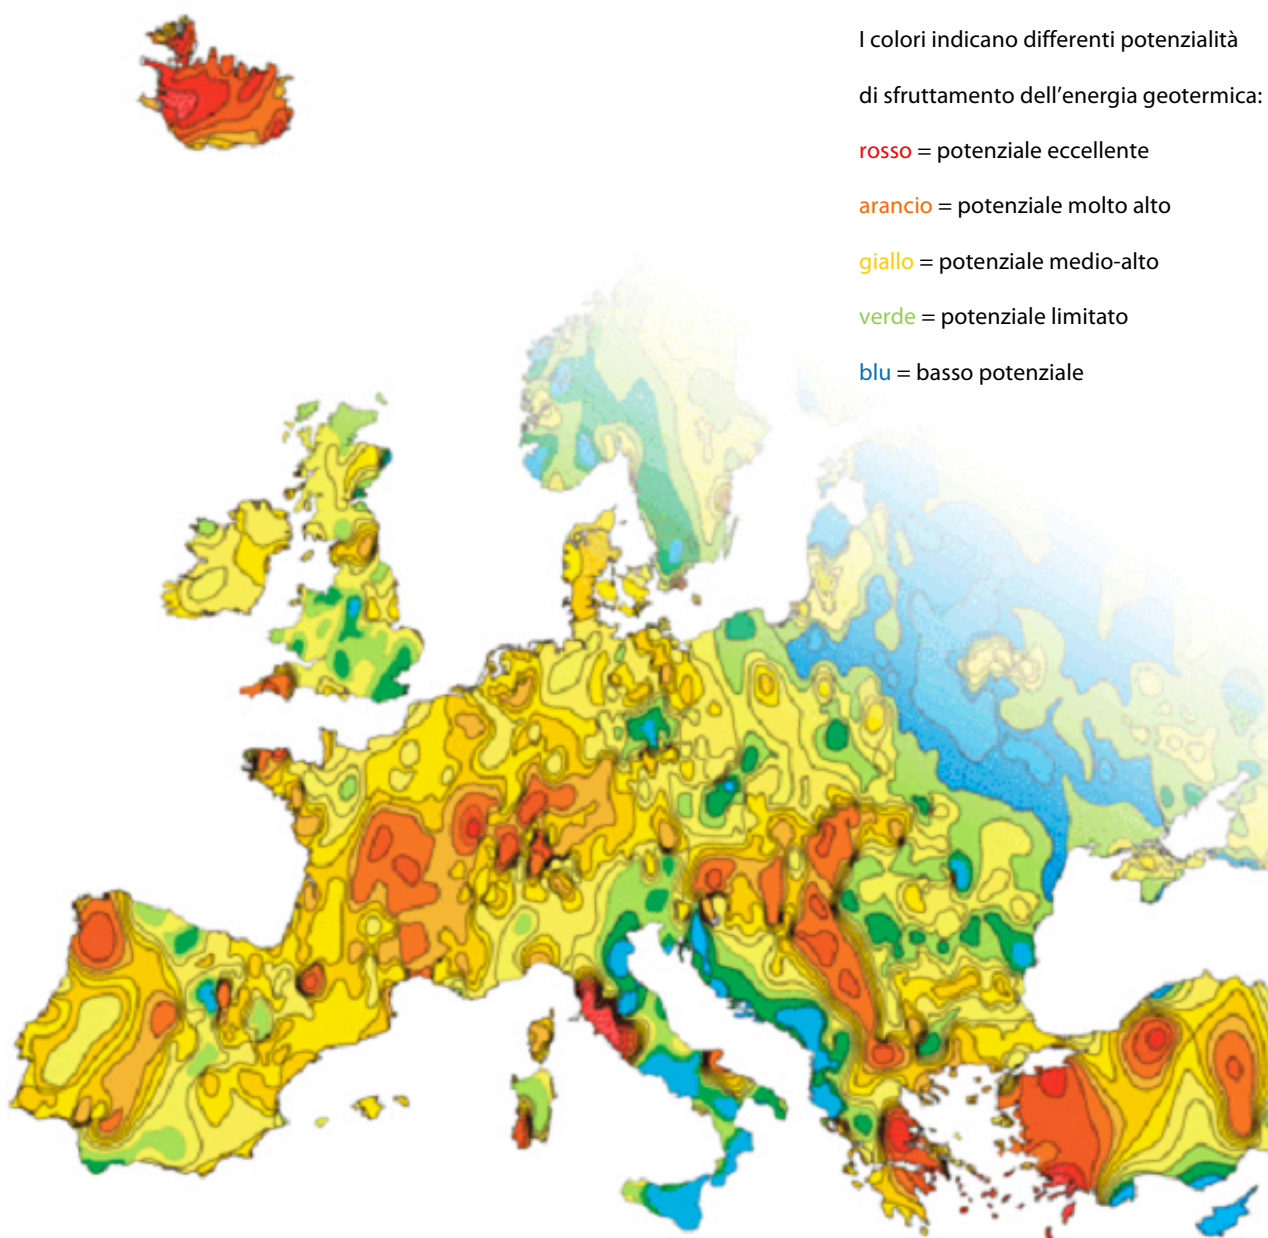 I colori indicano differenti potenzialità
di sfruttamento dell’energia geotermica:
rosso = potenziale eccellente
arancio = potenziale molto alto
giallo = potenziale medio-alto
verde = potenziale limitato
blu = basso potenziale